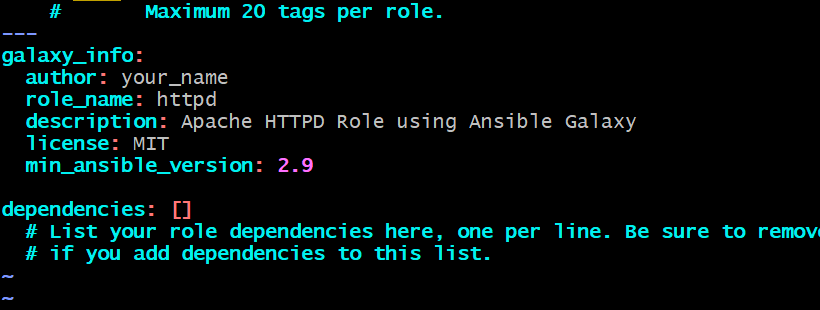 #       Maximum 20 tags per role.
---
galaxy_info:
  author: your_name
  role_name: httpd
  description: Apache HTTPD Role using Ansible Galaxy
  license: MIT
  min_ansible_version: 2.9

dependencies: []
  # List your role dependencies here, one per line. Be sure to remove
  # if you add dependencies to this list.
~
~